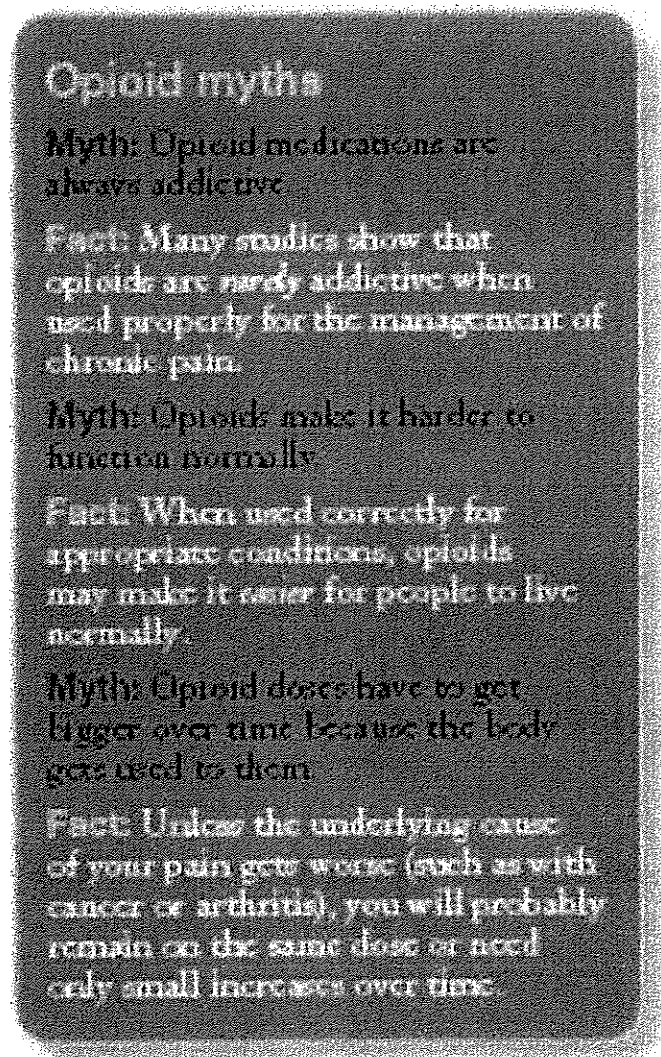 Opioid myths
Myth: Opioid medications are
always addictive.
Fact: Many studies show that
opioids are rarely addictive when
used properly for the management of
chronic pain.
Myth: Opioids make it harder to
function normally.
Fact: When used correctly for
appropriate conditions, opioids
may make it easier for people to live
normally.
Myth: Opioid doses have to get
bigger over time because the body
gets used to them.
Fact: Unless the underlying cause
of your pain gets worse (such as with
cancer or arthritis), you will probably
remain on the same dose or need
only small increases over time.